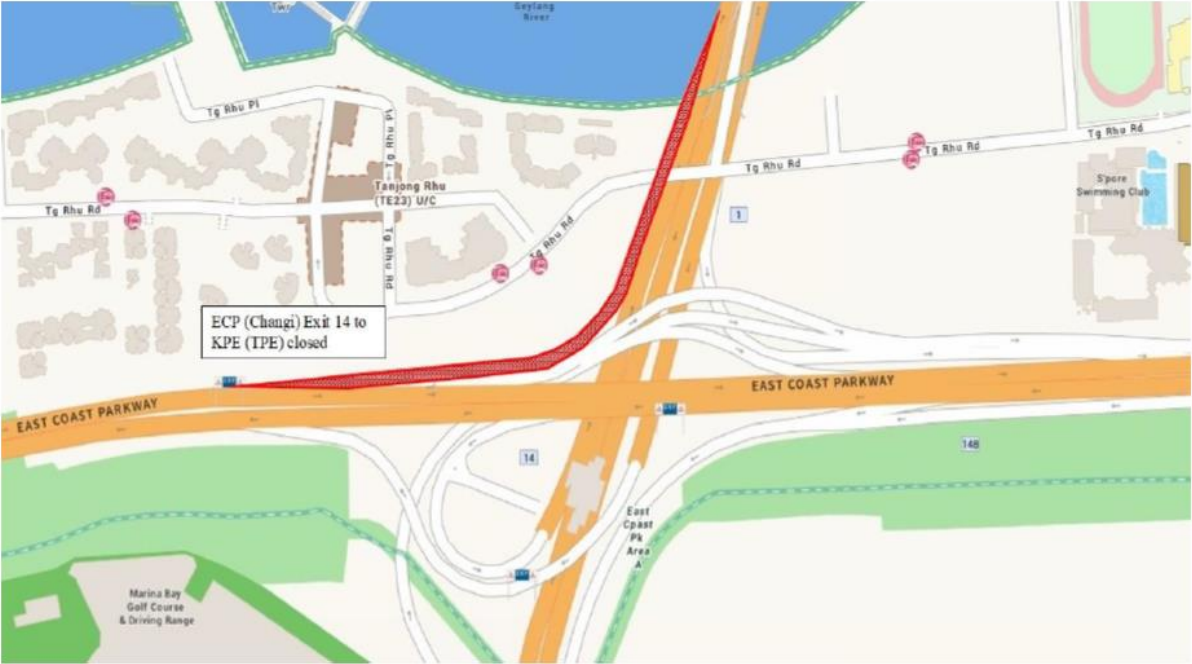 Twr
Geylang
River
Tg Rhu Pl
Tg Rhu Pl
Tg Rhu Rd
Tg Rhu Rd
Tg Rhu Rd
S'pore
Swimming Club
Tanjong Rhu
(TE23) U/C
Tg Rhu Rd
1
Tg Rhu Rd
Tg Rhu Rd
ECP (Changi) Exit 14 to
KPE (TPE) closed
EAST COAST PARKWAY
EAST COAST PARKWAY
14
14B
East
Coast
Pk
Area
A
Marina Bay
Golf Course
& Driving Range